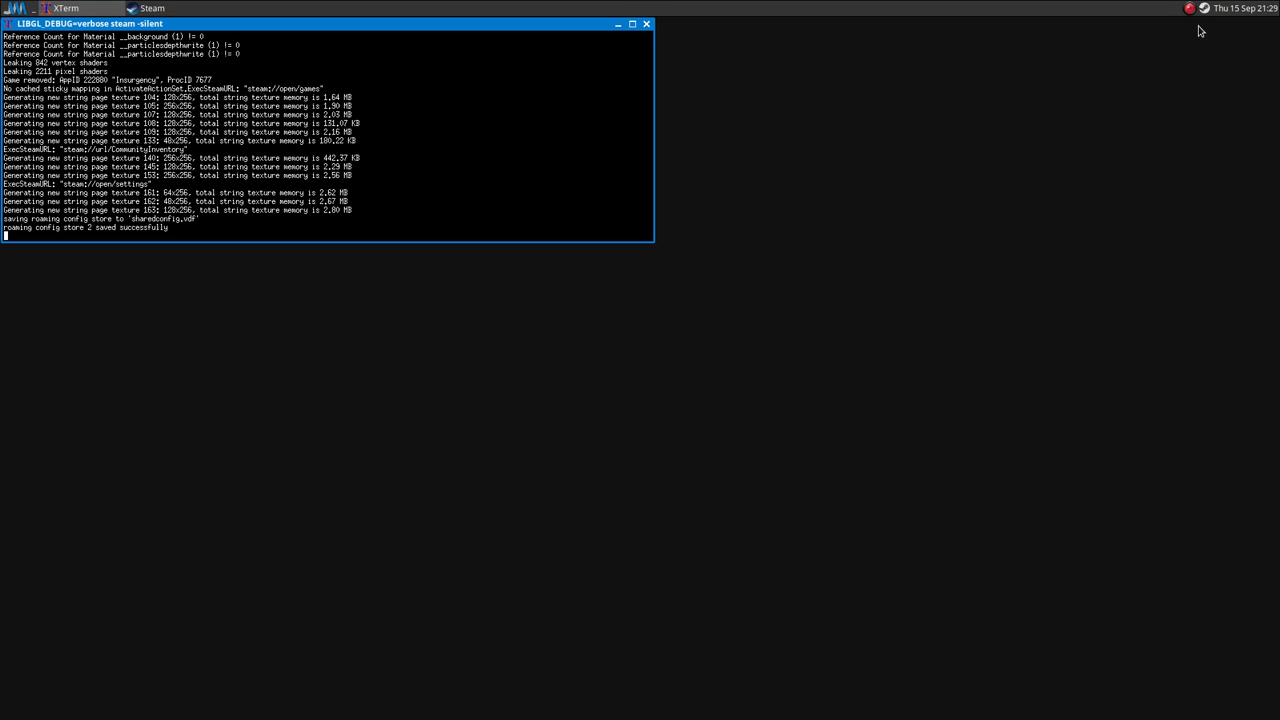 XTerm
Steam
Thu 15 Sep 21:29
LIBGL_DEBUG=verbose steam -silent
Reference Count for Material __background (1) != 0
Reference Count for Material __particlesdepthwrite (1) != 0
Reference Count for Material __particlesdepthwrite (1) != 0
Leaking 842 vertex shaders
Leaking 2211 pixel shaders
Game removed: AppID 222880 "Insurgency", ProcID 7677
No cached sticky mapping in ActivateActionSet.ExecSteamURL: "steam://open/games"
Generating new string page texture 104: 128x256, total string texture memory is 1.64 MB
Generating new string page texture 105: 256x256, total string texture memory is 1.90 MB
Generating new string page texture 107: 128x256, total string texture memory is 2.03 MB
Generating new string page texture 108: 128x256, total string texture memory is 131.07 KB
Generating new string page texture 109: 128x256, total string texture memory is 2.16 MB
Generating new string page texture 133: 48x256, total string texture memory is 180.22 KB
ExecSteamURL: "steam://url/CommunityInventory"
Generating new string page texture 140: 256x256, total string texture memory is 442.37 KB
Generating new string page texture 145: 128x256, total string texture memory is 2.29 MB
Generating new string page texture 153: 256x256, total string texture memory is 2.56 MB
ExecSteamURL: "steam://open/settings"
Generating new string page texture 161: 64x256, total string texture memory is 2.62 MB
Generating new string page texture 162: 48x256, total string texture memory is 2.67 MB
Generating new string page texture 163: 128x256, total string texture memory is 2.80 MB
saving roaming config store to 'sharedconfig.vdf'
roaming config store 2 saved successfully